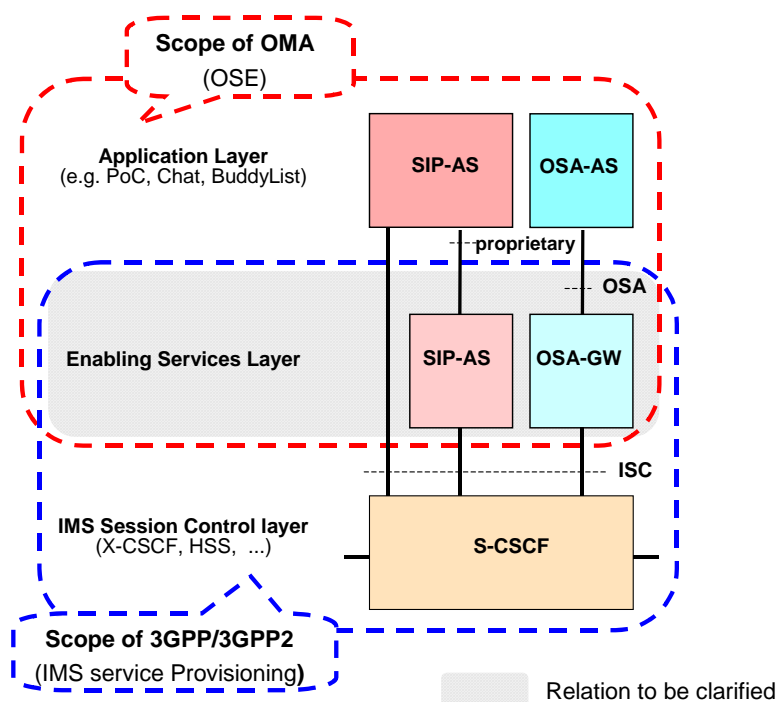 Scope of OMA
(OSE)
Application Layer
(e.g. PoC, Chat, BuddyList)
SIP-AS
OSA-AS
proprietary
OSA
Enabling Services Layer
SIP-AS
OSA-GW
ISC
IMS Session Control layer
(X-CSCF, HSS, ...)
S-CSCF
Scope of 3GPP/3GPP2
(IMS service Provisioning)
Relation to be clarified